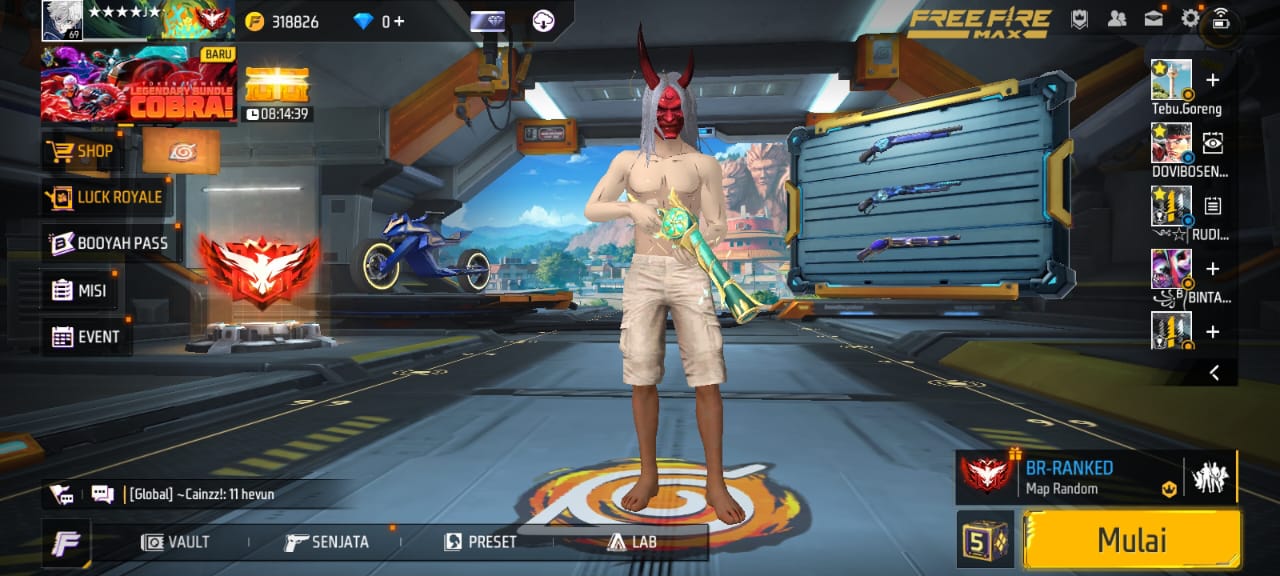 69
★★★★J★
318826
0 +
FREE FIRE
MAX
BARU
LEGENDARY BUNDLE
COBRA!
08:14:39
SHOP
LUCK ROYALE
BOOYAH PASS
MISI
EVENT
Tebu.Goreng
DOVIBOSEN...
RUDI...
B/BINTA...
[Global] ~Cainzz!: 11 hevun
VAULT
SENJATA
PRESET
LAB
BR-RANKED
Map Random
5
Mulai